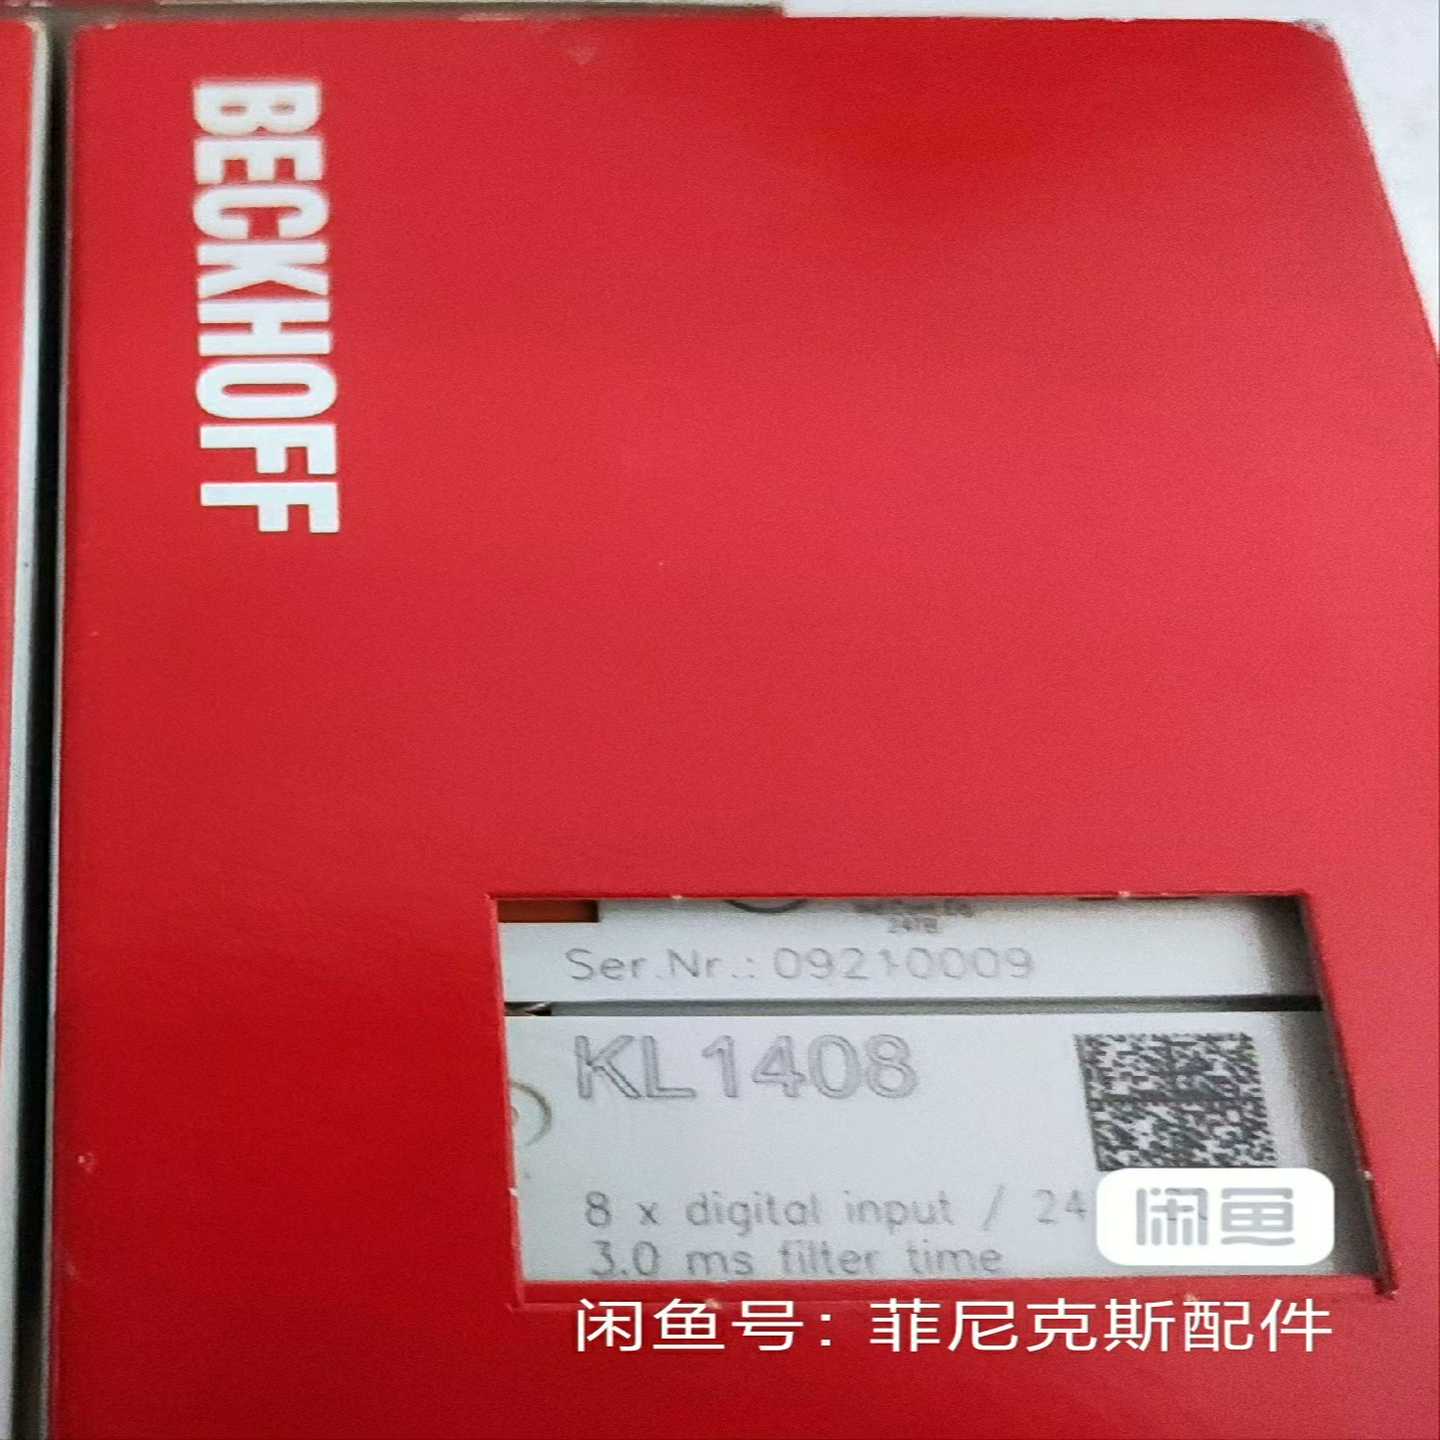 BECKHOFF
Ser.Nr.: 09210009
KL1408
8 x digital input / 24
3.0 ms filter time
闲鱼
闲鱼号：菲尼克斯配件